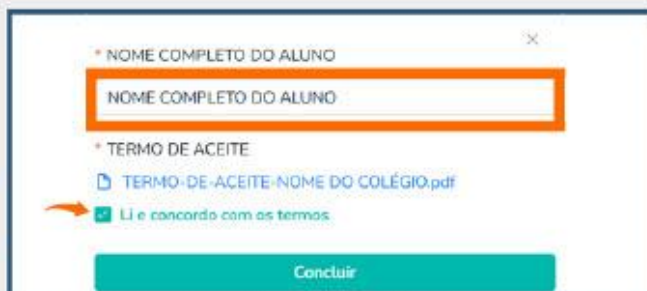 * NOME COMPLETO DO ALUNO
NOME COMPLETO DO ALUNO
* TERMO DE ACEITE
TERMO-DE-ACEITE-NOME DO COLÉGIO.pdf
Li e concordo com os termos
Concluir